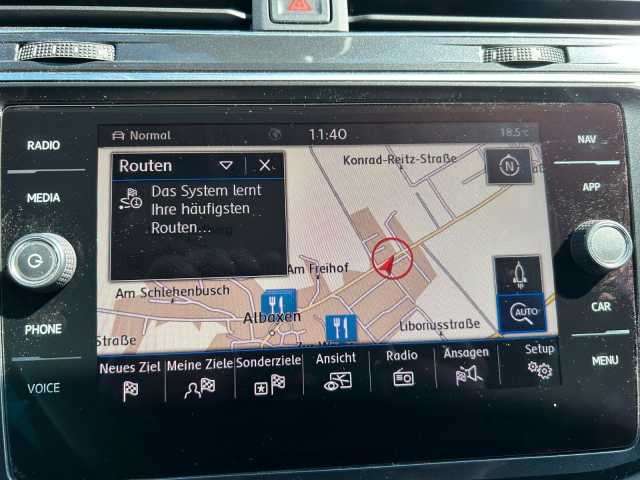 RADIO
MEDIA
PHONE
VOICE
Normal
11:40
18.5°C
NAV
APP
CAR
MENU
Routen
Das System lernt
Ihre häufigsten
Routen...
Konrad-Reitz-Straße
N
Am Freihof
Am Schlehenbusch
Albaxen
Libonusstraße
Straße
AUTO
Neues Ziel
Meine Ziele
Sonderziele
Ansicht
Radio
Ansagen
Setup